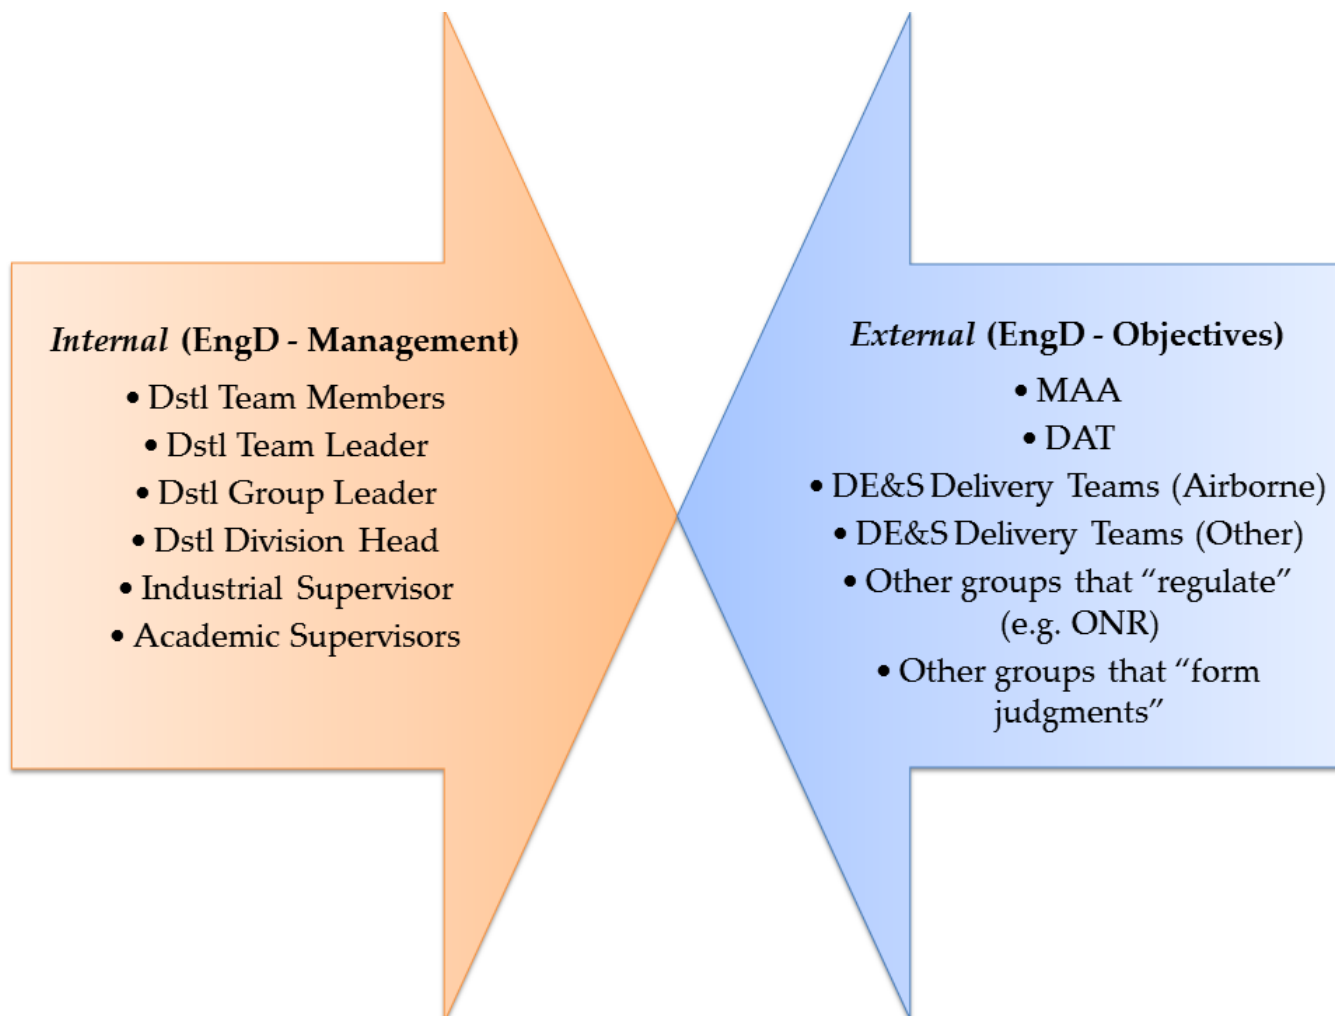 Internal (EngD - Management)
• Dstl Team Members
• Dstl Team Leader
• Dstl Group Leader
• Dstl Division Head
• Industrial Supervisor
• Academic Supervisors
External (EngD - Objectives)
• MAA
• DAT
• DE&S Delivery Teams (Airborne)
• DE&S Delivery Teams (Other)
• Other groups that “regulate”
(e.g. ONR)
• Other groups that “form
judgments”